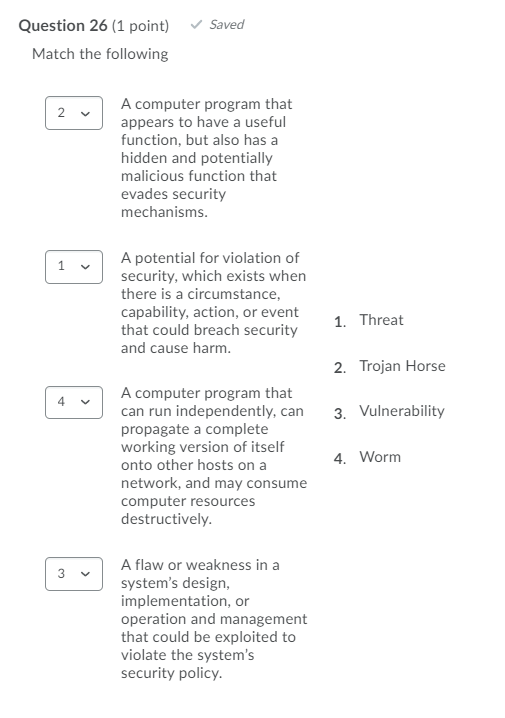 Question 26 (1 point) ✓ Saved
Match the following
2
A computer program that
appears to have a useful
function, but also has a
hidden and potentially
malicious function that
evades security
mechanisms.
1
A potential for violation of
security, which exists when
there is a circumstance,
capability, action, or event
that could breach security
and cause harm.
4
A computer program that
can run independently, can
propagate a complete
working version of itself
onto other hosts on a
network, and may consume
computer resources
destructively.
3
A flaw or weakness in a
system's design,
implementation, or
operation and management
that could be exploited to
violate the system's
security policy.
1. Threat
2. Trojan Horse
3. Vulnerability
4. Worm